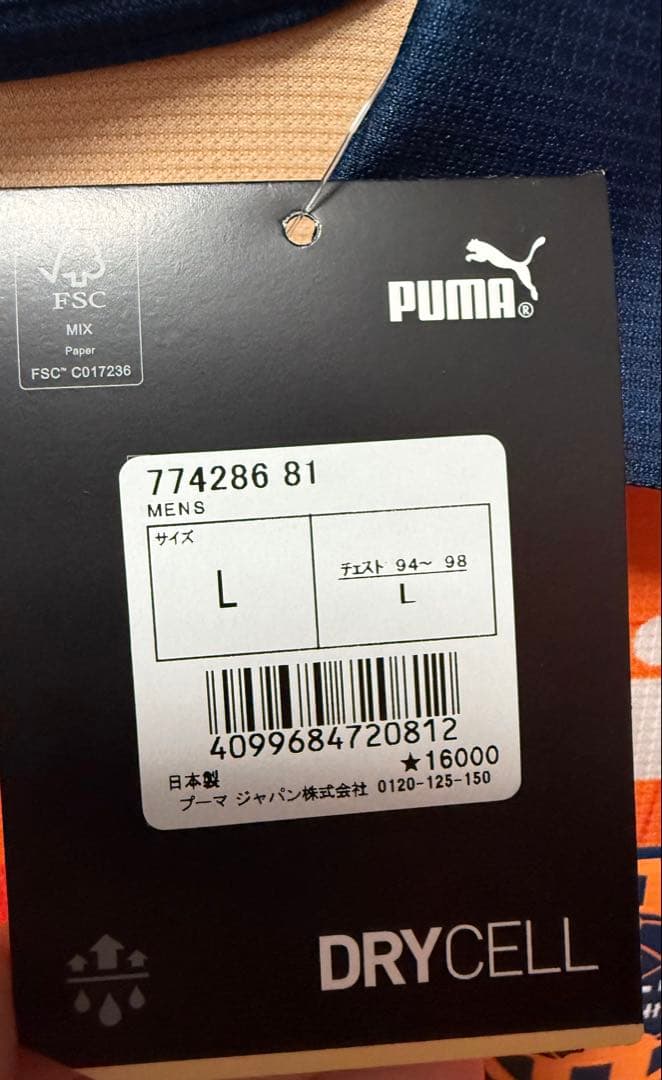 FSC
MIX
Paper
FSC™ C017236
PUMA®
774286 81
MENS
サイズ
L
チェスト 94～ 98
L
4099684720812
★16000
日本製
プーマ ジャパン株式会社 0120-125-150
DRYCELL